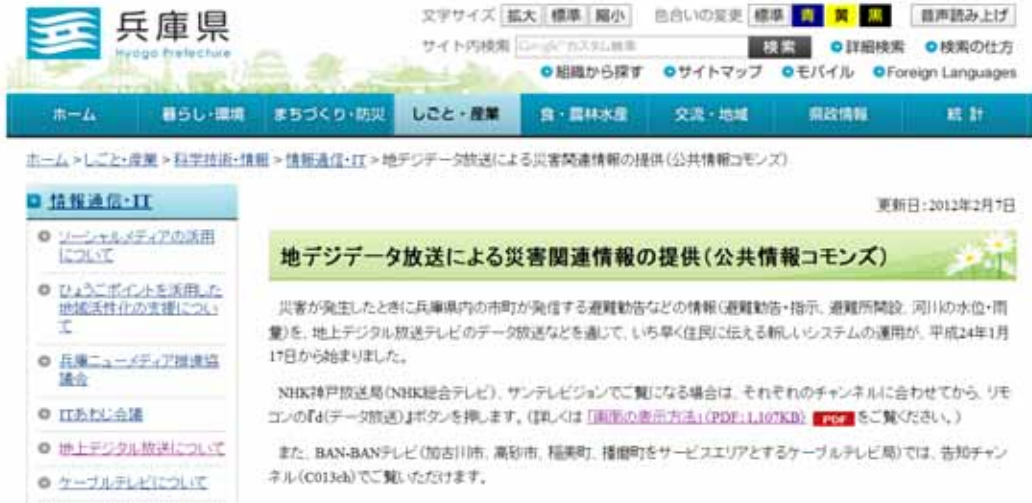 兵庫県
Hyogo Prefecture
文字サイズ 拡大 標準 縮小 色合いの変更 標準 青 黄 黒 音声読み上げ
サイト内検索 Google カスタム検索 検索 詳細検索 検索の仕方
組織から探す サイトマップ モバイル Foreign Languages
ホーム 暮らし・環境 まちづくり・防災 しごと・産業 食・農林水産 交流・地域 県政情報 統計
ホーム > しごと・産業 > 科学技術・情報 > 情報通信・IT > 地デジデータ放送による災害関連情報の提供(公共情報コモンズ)
情報通信・IT
更新日:2012年2月7日
ソーシャルメディアの活用
について
ひょうごポイントを活用した
地域活性化の支援につい
て
兵庫ニューメディア推進協
議会
ITあわじ会議
地上デジタル放送について
ケーブルテレビについて
地デジデータ放送による災害関連情報の提供(公共情報コモンズ)
災害が発生したときに兵庫県内の市町が発信する避難勧告などの情報(避難勧告・指示、避難所開設、河川の水位・雨
量)を、地上デジタル放送テレビのデータ放送などを通じて、いち早く住民に伝える新しいシステムの運用が、平成24年1月
17日から始まりました。
NHK神戸放送局(NHK総合テレビ)、サンテレビジョンでご覧になる場合は、それぞれのチャンネルに合わせてから、リモ
コンの『d(データ放送)』ボタンを押します。(詳しくは「画面の表示方法」(PDF:1,107KB) PDF をご覧ください。)
また、BAN-BANテレビ(加古川市、高砂市、稲美町、播磨町をサービスエリアとするケーブルテレビ局)では、告知チャン
ネル(C013ch)でご覧いただけます。